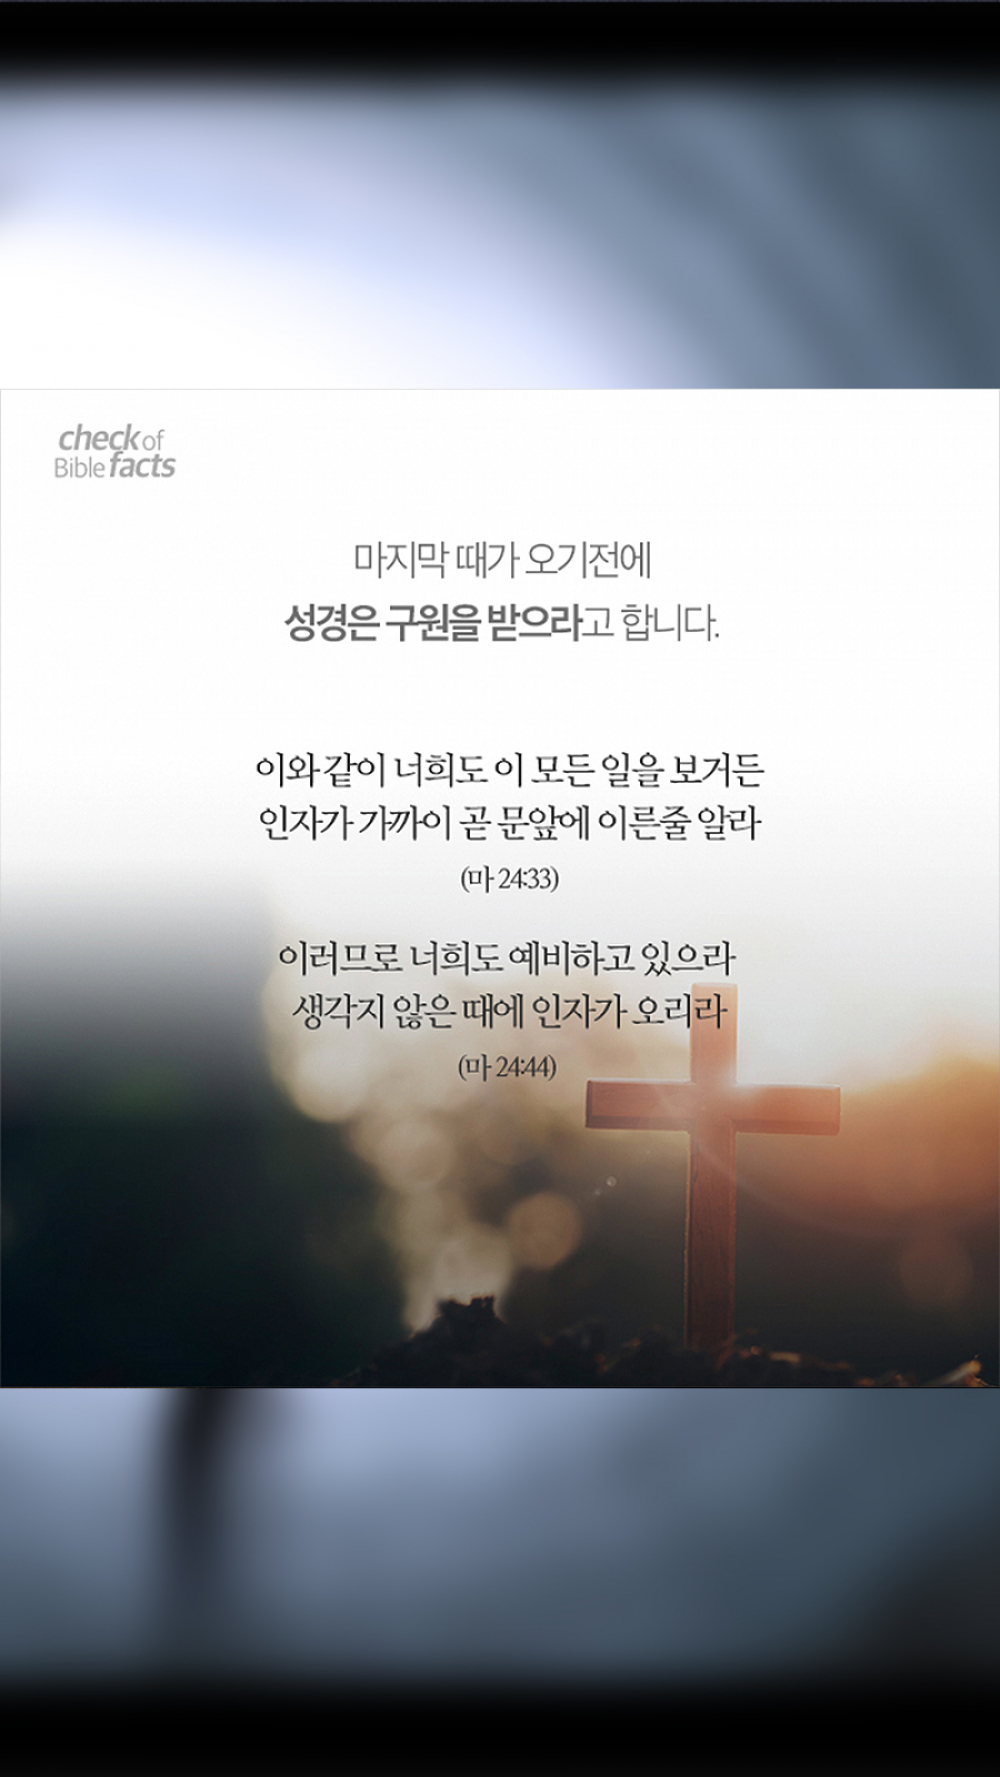 check of
Bible facts
마지막 때가 오기전에
성경은 구원을 받으라고 합니다.
이와 같이 너희도 이 모든 일을 보거든
인자가 가까이 곧 문앞에 이른줄 알라
(마 24:33)
이러므로 너희도 예비하고 있으라
생각지 않은 때에 인자가 오리라
(마 24:44)